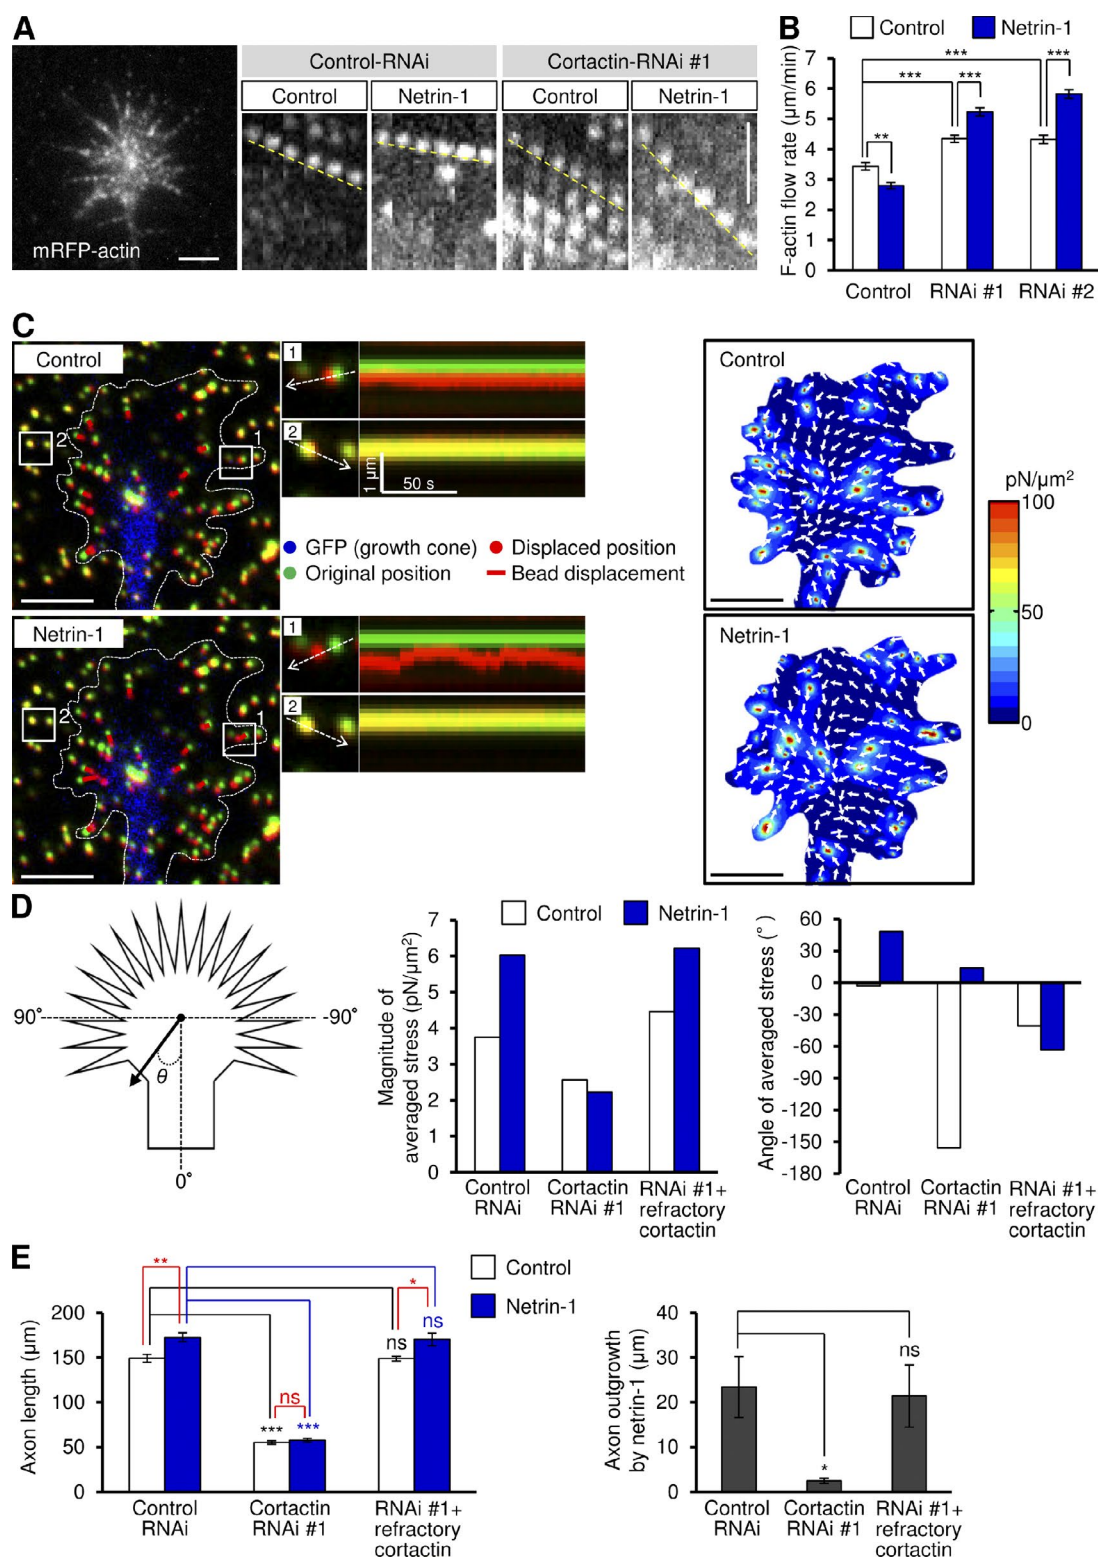 A
Control-RNAi
Cortactin-RNAi #1
Control
Netrin-1
Control
Netrin-1
mRFP-actin
B
Control
Netrin-1
F-actin flow rate (μm/min)
7
6
5
4
3
2
1
0
**
***
***
***
***
Control
RNAi #1
RNAi #2
C
Control
2
1
1
2
1 μm
50 s
GFP (growth cone)
Displaced position
Original position
Bead displacement
Netrin-1
2
1
1
2
Control
Netrin-1
pN/μm²
100
50
0
D
90°
-90°
θ
0°
Control
Netrin-1
Magnitude of
averaged stress (pN/μm²)
7
6
5
4
3
2
1
0
Control
RNAi
Cortactin
RNAi #1
RNAi #1+
refractory
cortactin
Angle of averaged stress (°)
60
30
0
-30
-60
-90
-120
-150
-180
Control
RNAi
Cortactin
RNAi #1
RNAi #1+
refractory
cortactin
E
Control
Netrin-1
Axon length (μm)
200
150
100
50
0
**
*
ns
ns
ns
***
***
Control
RNAi
Cortactin
RNAi #1
RNAi #1+
refractory
cortactin
Axon outgrowth
by netrin-1 (μm)
40
30
20
10
0
ns
*
Control
RNAi
Cortactin
RNAi #1
RNAi #1+
refractory
cortactin